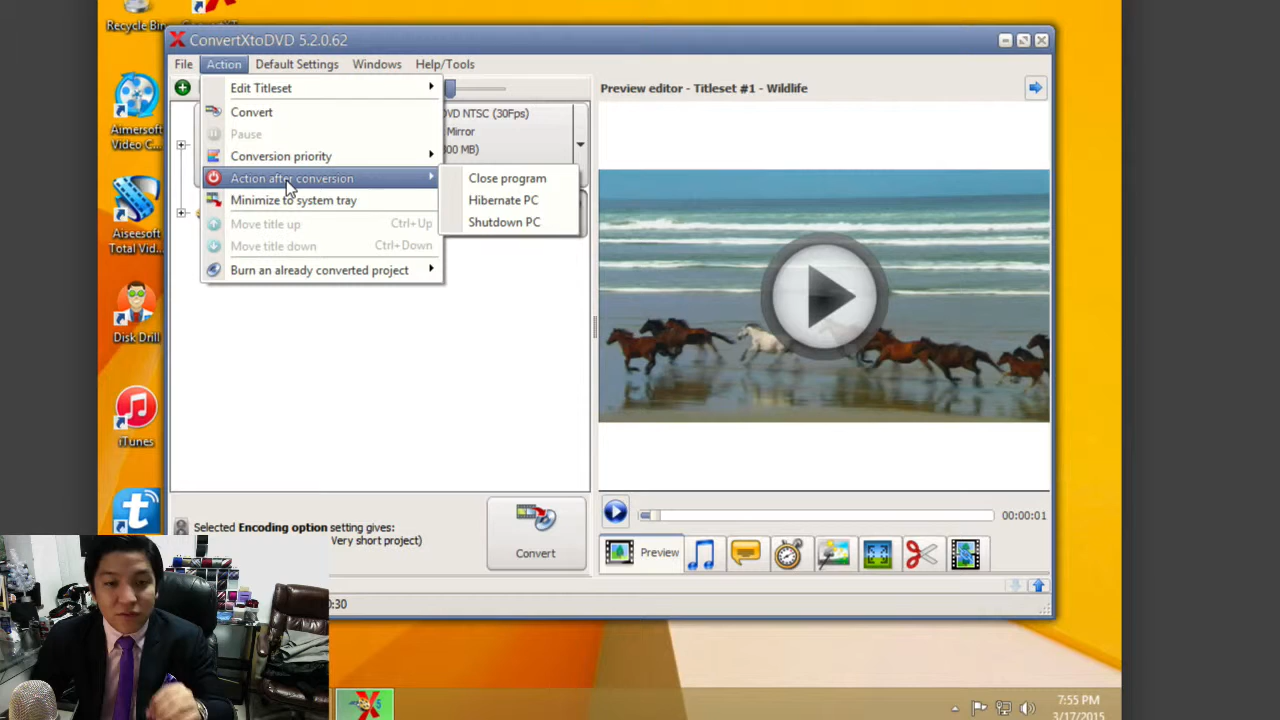 Recycle Bin
ConvertXtoDVD 5.2.0.62
File Action Default Settings Windows Help/Tools
Edit Titleset
Convert
Pause
Conversion priority
Action after conversion
Minimize to system tray
Move title up Ctrl+Up
Move title down Ctrl+Down
Burn an already converted project
Close program
Hibernate PC
Shutdown PC
DVD NTSC (30Fps)
Mirror
00 MB)
Preview editor - Titleset #1 - Wildlife
Aimersoft
Video C...
Aiseesoft
Total Vid...
Disk Drill
iTunes
Selected Encoding option setting gives:
Very short project)
Convert
00:00:01
Preview
:30
7:55 PM
3/17/2015